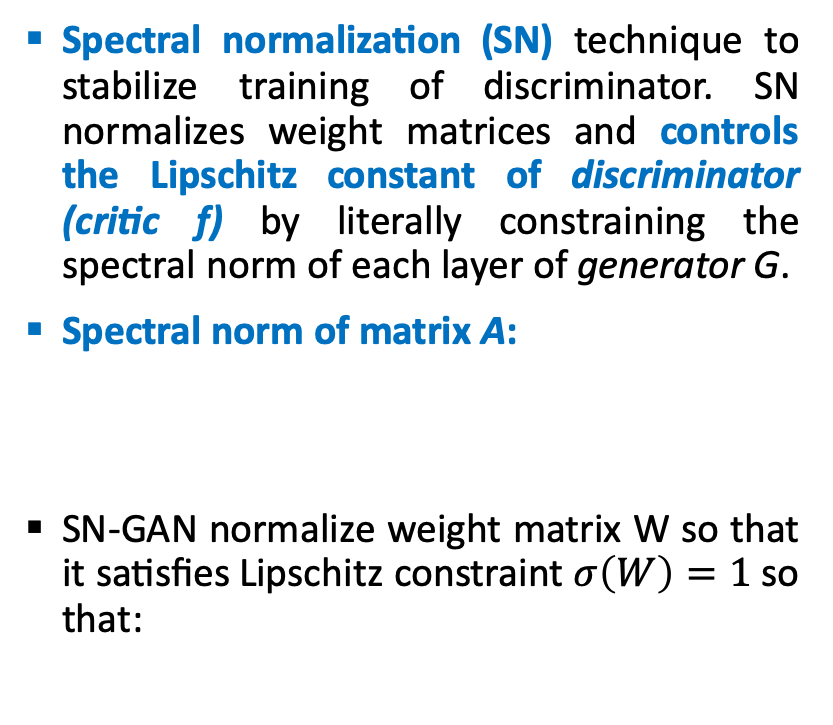 ▪ Spectral normalization (SN) technique to
stabilize training of discriminator. SN
normalizes weight matrices and controls
the Lipschitz constant of discriminator
(critic f) by literally constraining the
spectral norm of each layer of generator G.
▪ Spectral norm of matrix A:
▪ SN-GAN normalize weight matrix W so that
it satisfies Lipschitz constraint σ(W) = 1 so
that: